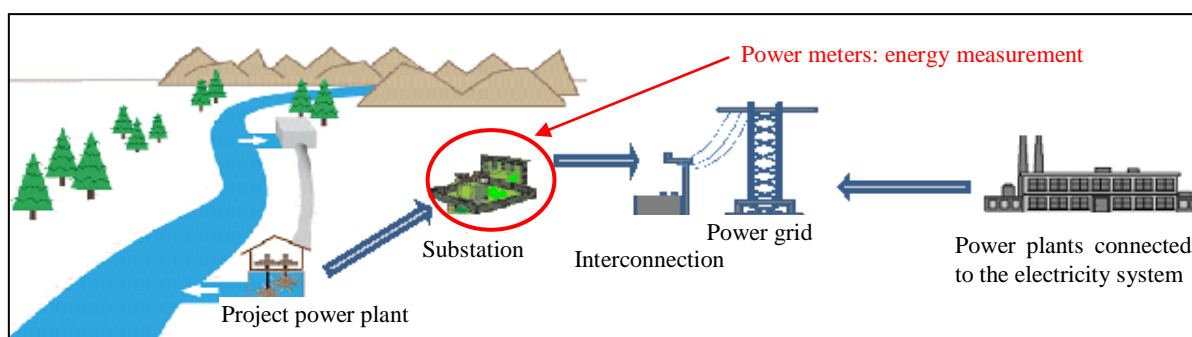 Power meters: energy measurement
Substation
Interconnection
Power grid
Power plants connected
to the electricity system
Project power plant